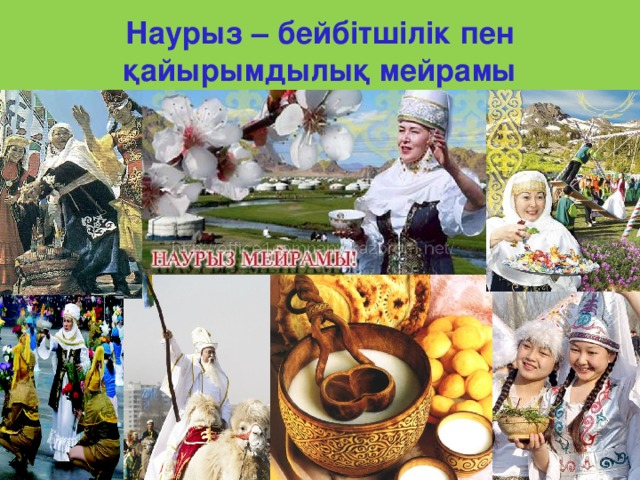 Наурыз – бейбітшілік пен
қайырымдылық мейрамы
НАУРЫЗ МЕЙРАМЫ!